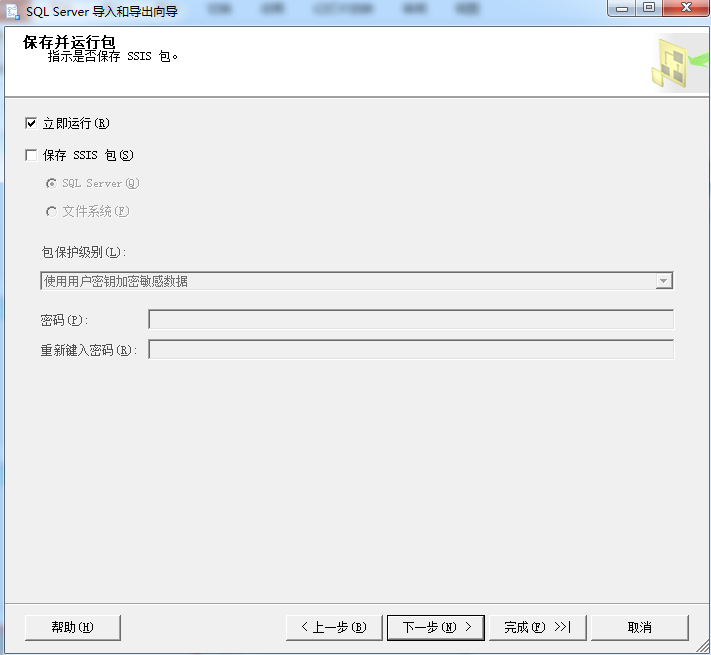 SQL Server 导入和导出向导
保存并运行包
指示是否保存 SSIS 包。
立即运行(R)
保存 SSIS 包(S)
SQL Server(Q)
文件系统(F)
包保护级别(L):
使用用户密钥加密敏感数据
密码(P):
重新键入密码(R):
帮助(H)
< 上一步(B)
下一步(N) >
完成(F) >>|
取消